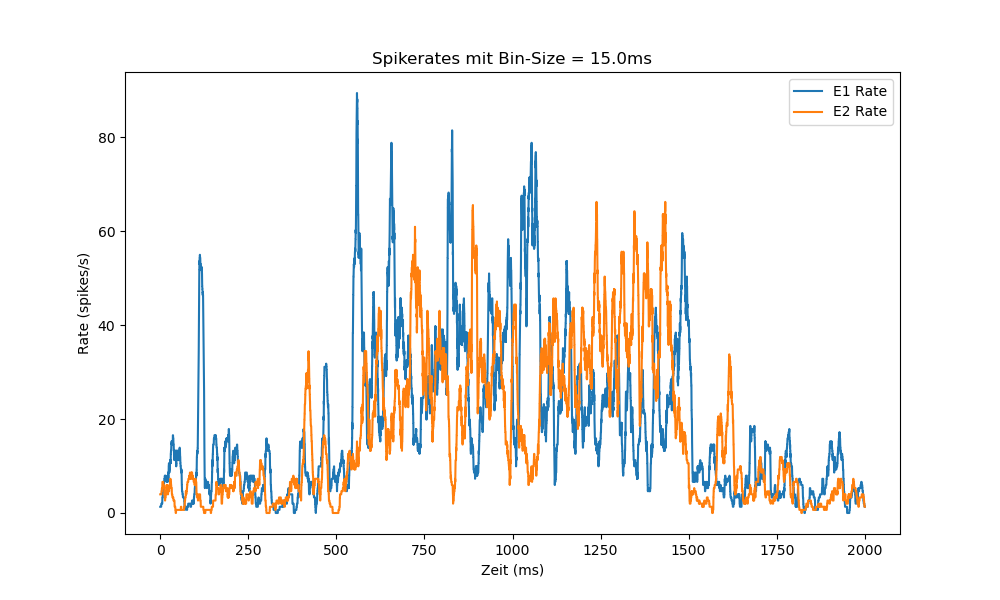 Spikerates mit Bin-Size = 15.0ms
E1 Rate
E2 Rate
Rate (spikes/s)
80
60
40
20
0
0 250 500 750 1000 1250 1500 1750 2000
Zeit (ms)